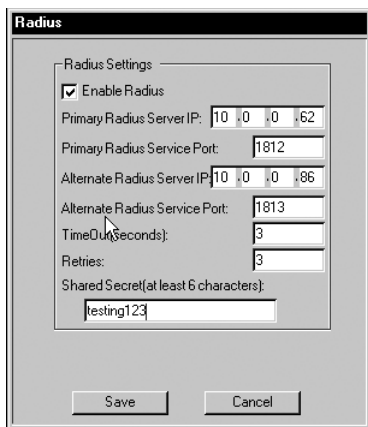 Radius
Radius Settings
Enable Radius
Primary Radius Server IP: 10 . 0 . 0 . 62
Primary Radius Service Port: 1812
Alternate Radius Server IP: 10 . 0 . 0 . 86
Alternate Radius Service Port: 1813
TimeOut(seconds): 3
Retries: 3
Shared Secret(at least 6 characters):
testing123
Save Cancel